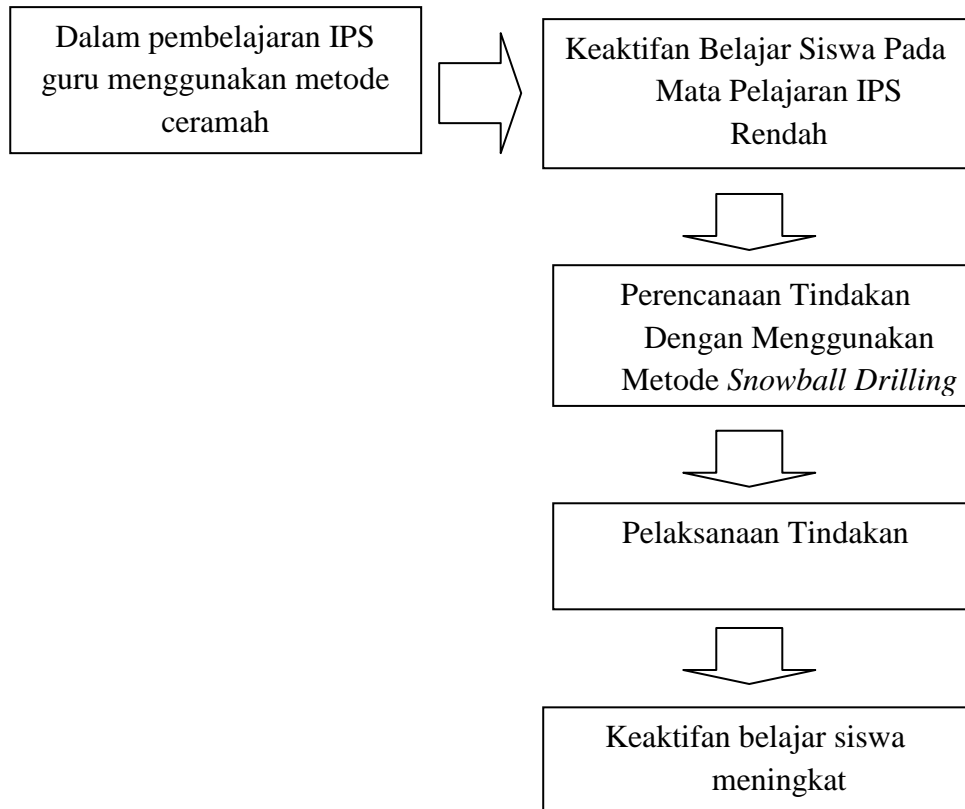 Dalam pembelajaran IPS
guru menggunakan metode
ceramah
Keaktifan Belajar Siswa Pada
Mata Pelajaran IPS
Rendah
Perencanaan Tindakan
Dengan Menggunakan
Metode Snowball Drilling
Pelaksanaan Tindakan
Keaktifan belajar siswa
meningkat